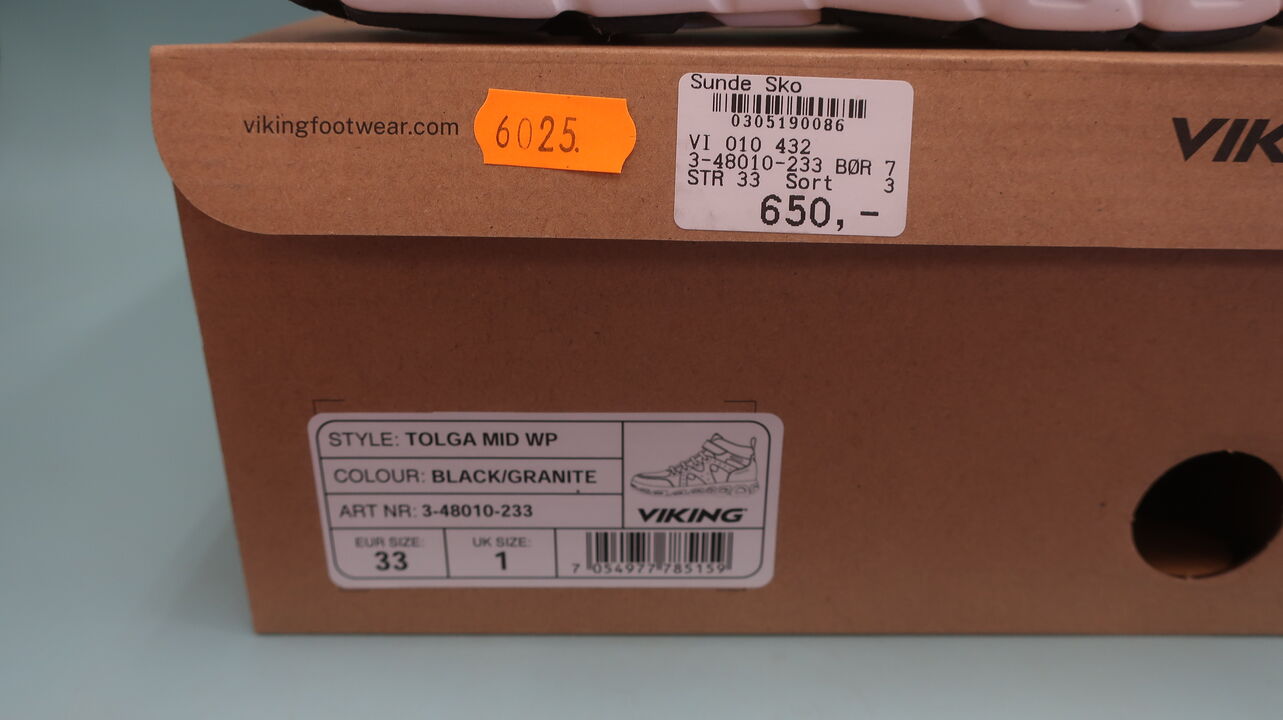 vikingfootwear.com
6025.
Sunde Sko
0305190086
VI 010 432
3-48010-233 BØR 7
STR 33 Sort 3
650,-
VIK
STYLE: TOLGA MID WP
COLOUR: BLACK/GRANITE
ART NR: 3-48010-233
VIKING
EUR SIZE:
33
UK SIZE:
1
7 054977 785159